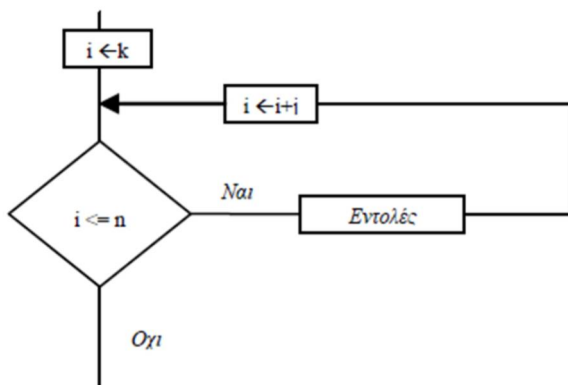 i ←k
i ←i+j
i <= n
Ναι
Εντολές
Οχι